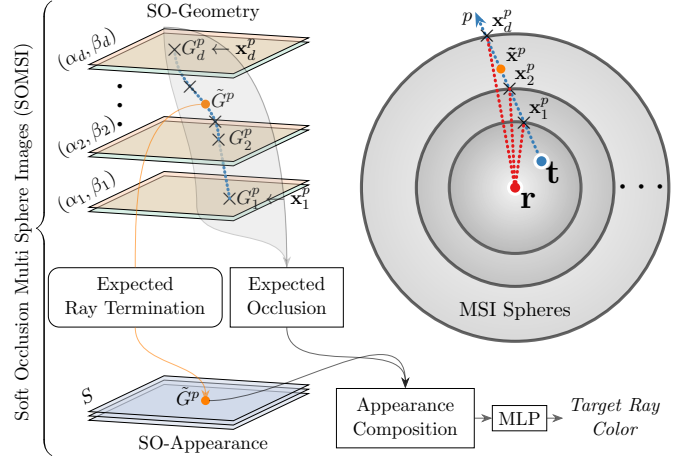 Soft Occlusion Multi Sphere Images (SOMSI)
SO-Geometry
(α_d, β_d)
G_d^p ← x_d^p
G̃^p
(α_2, β_2)
G_2^p
(α_1, β_1)
G_1^p ← x_1^p
Expected
Ray Termination
Expected
Occlusion
S
G̃^p
SO-Appearance
Appearance
Composition
MLP
Target Ray
Color
p
x_d^p
x̃^p
x_2^p
x_1^p
t
r
MSI Spheres